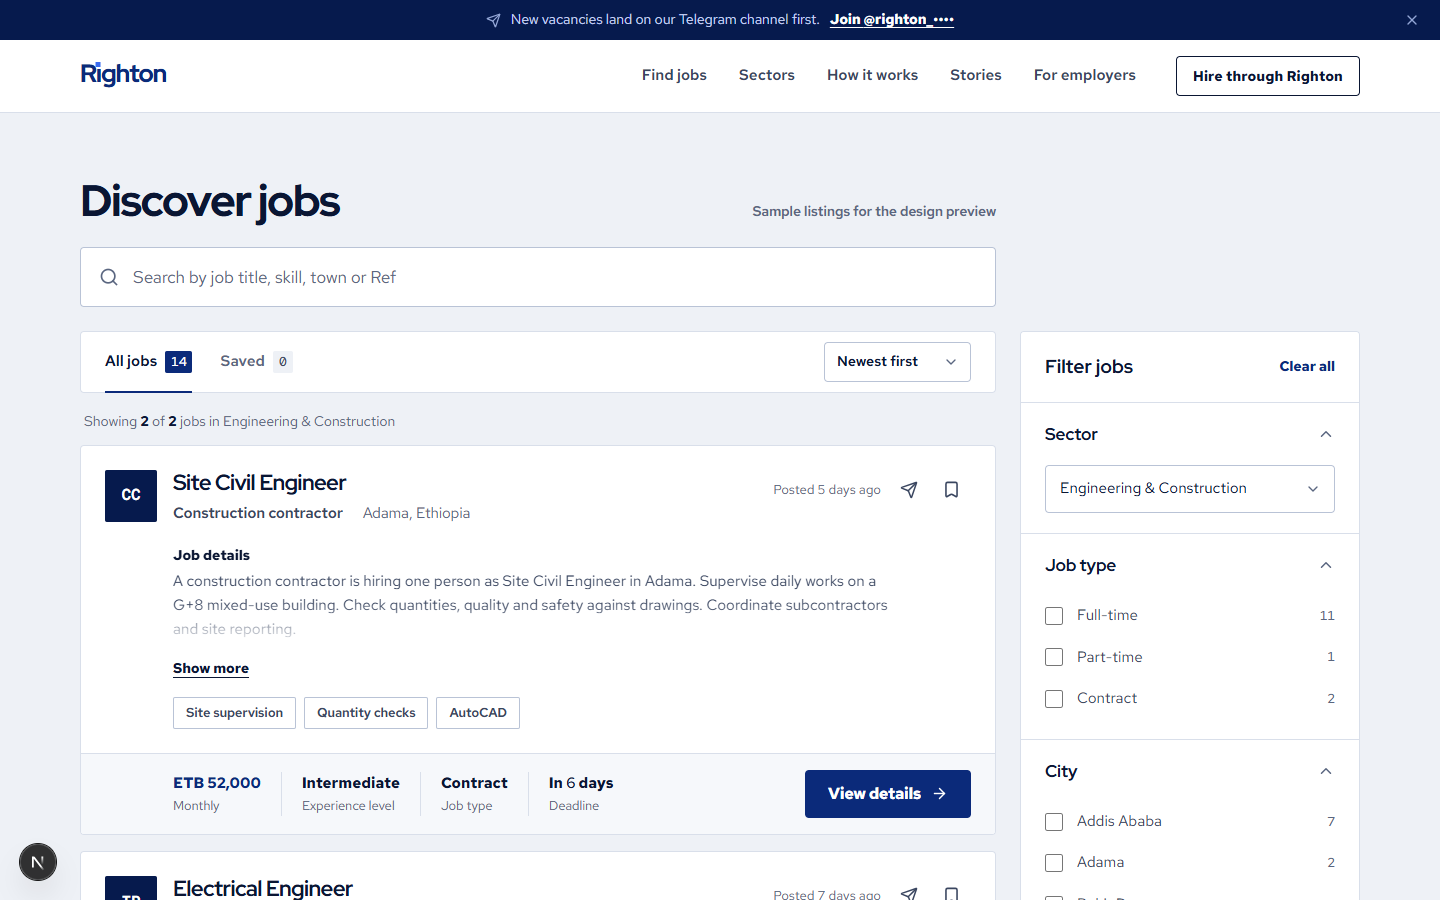 New vacancies land on our Telegram channel first. Join @righton_••••
Righton
Find jobs Sectors How it works Stories For employers Hire through Righton
Discover jobs
Sample listings for the design preview
Search by job title, skill, town or Ref
All jobs 14 Saved 0 Newest first
Showing 2 of 2 jobs in Engineering & Construction
CC
Site Civil Engineer
Posted 5 days ago
Construction contractor Adama, Ethiopia
Job details
A construction contractor is hiring one person as Site Civil Engineer in Adama. Supervise daily works on a
G+8 mixed-use building. Check quantities, quality and safety against drawings. Coordinate subcontractors
and site reporting.
Show more
Site supervision Quantity checks AutoCAD
ETB 52,000 Intermediate Contract In 6 days
Monthly Experience level Job type Deadline
View details
Electrical Engineer
Posted 7 days ago
Filter jobs Clear all
Sector
Engineering & Construction
Job type
Full-time 11
Part-time 1
Contract 2
City
Addis Ababa 7
Adama 2
N